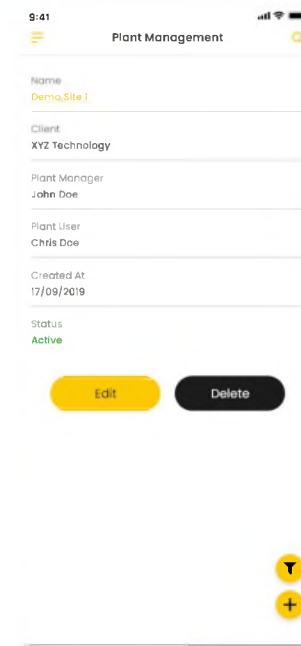 9:41
Plant Management
Name
Demo,Site 1
Client
XYZ Technology
Plant Manager
John Doe
Plant User
Chris Doe
Created At
17/09/2019
Status
Active
Edit
Delete